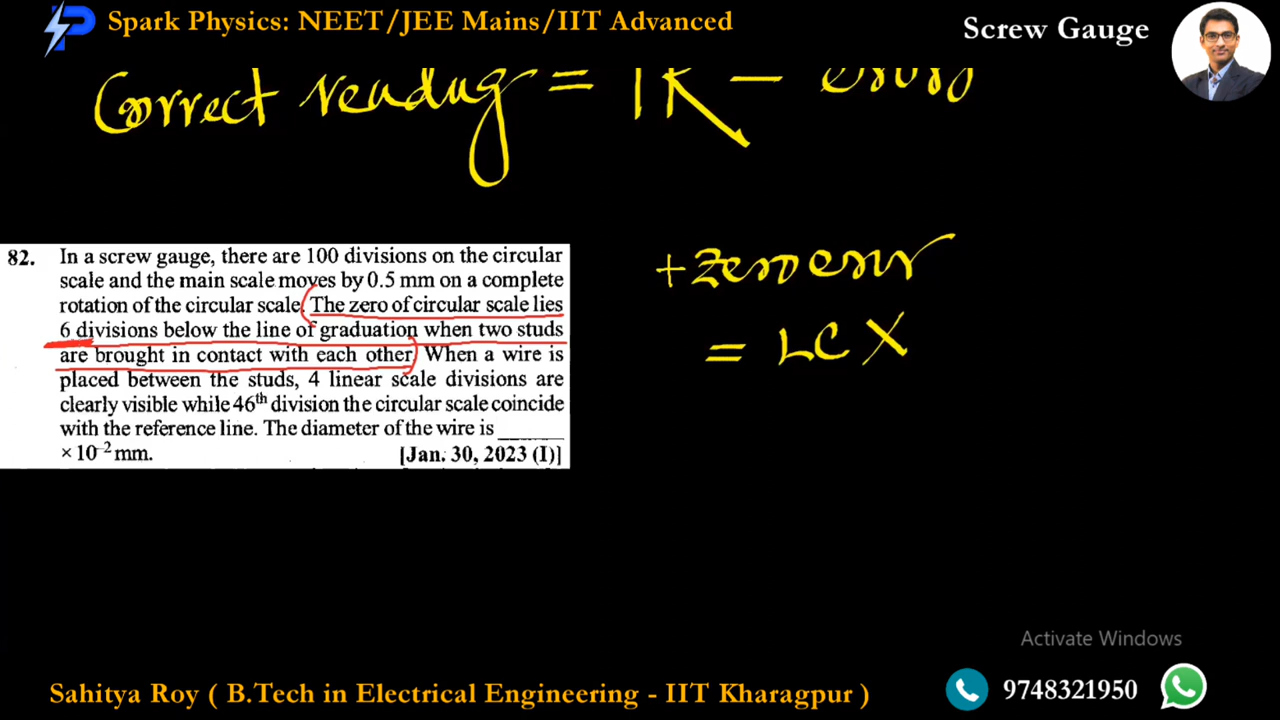 Spark Physics: NEET/JEE Mains/IIT Advanced
Screw Gauge
Correct reading = TR - error
+zero error
= LC X
82. In a screw gauge, there are 100 divisions on the circular
scale and the main scale moves by 0.5 mm on a complete
rotation of the circular scale. The zero of circular scale lies
6 divisions below the line of graduation when two studs
are brought in contact with each other. When a wire is
placed between the studs, 4 linear scale divisions are
clearly visible while 46th division the circular scale coincide
with the reference line. The diameter of the wire is ______
× 10⁻² mm. [Jan. 30, 2023 (I)]
Activate Windows
Sahitya Roy ( B.Tech in Electrical Engineering - IIT Kharagpur )
9748321950